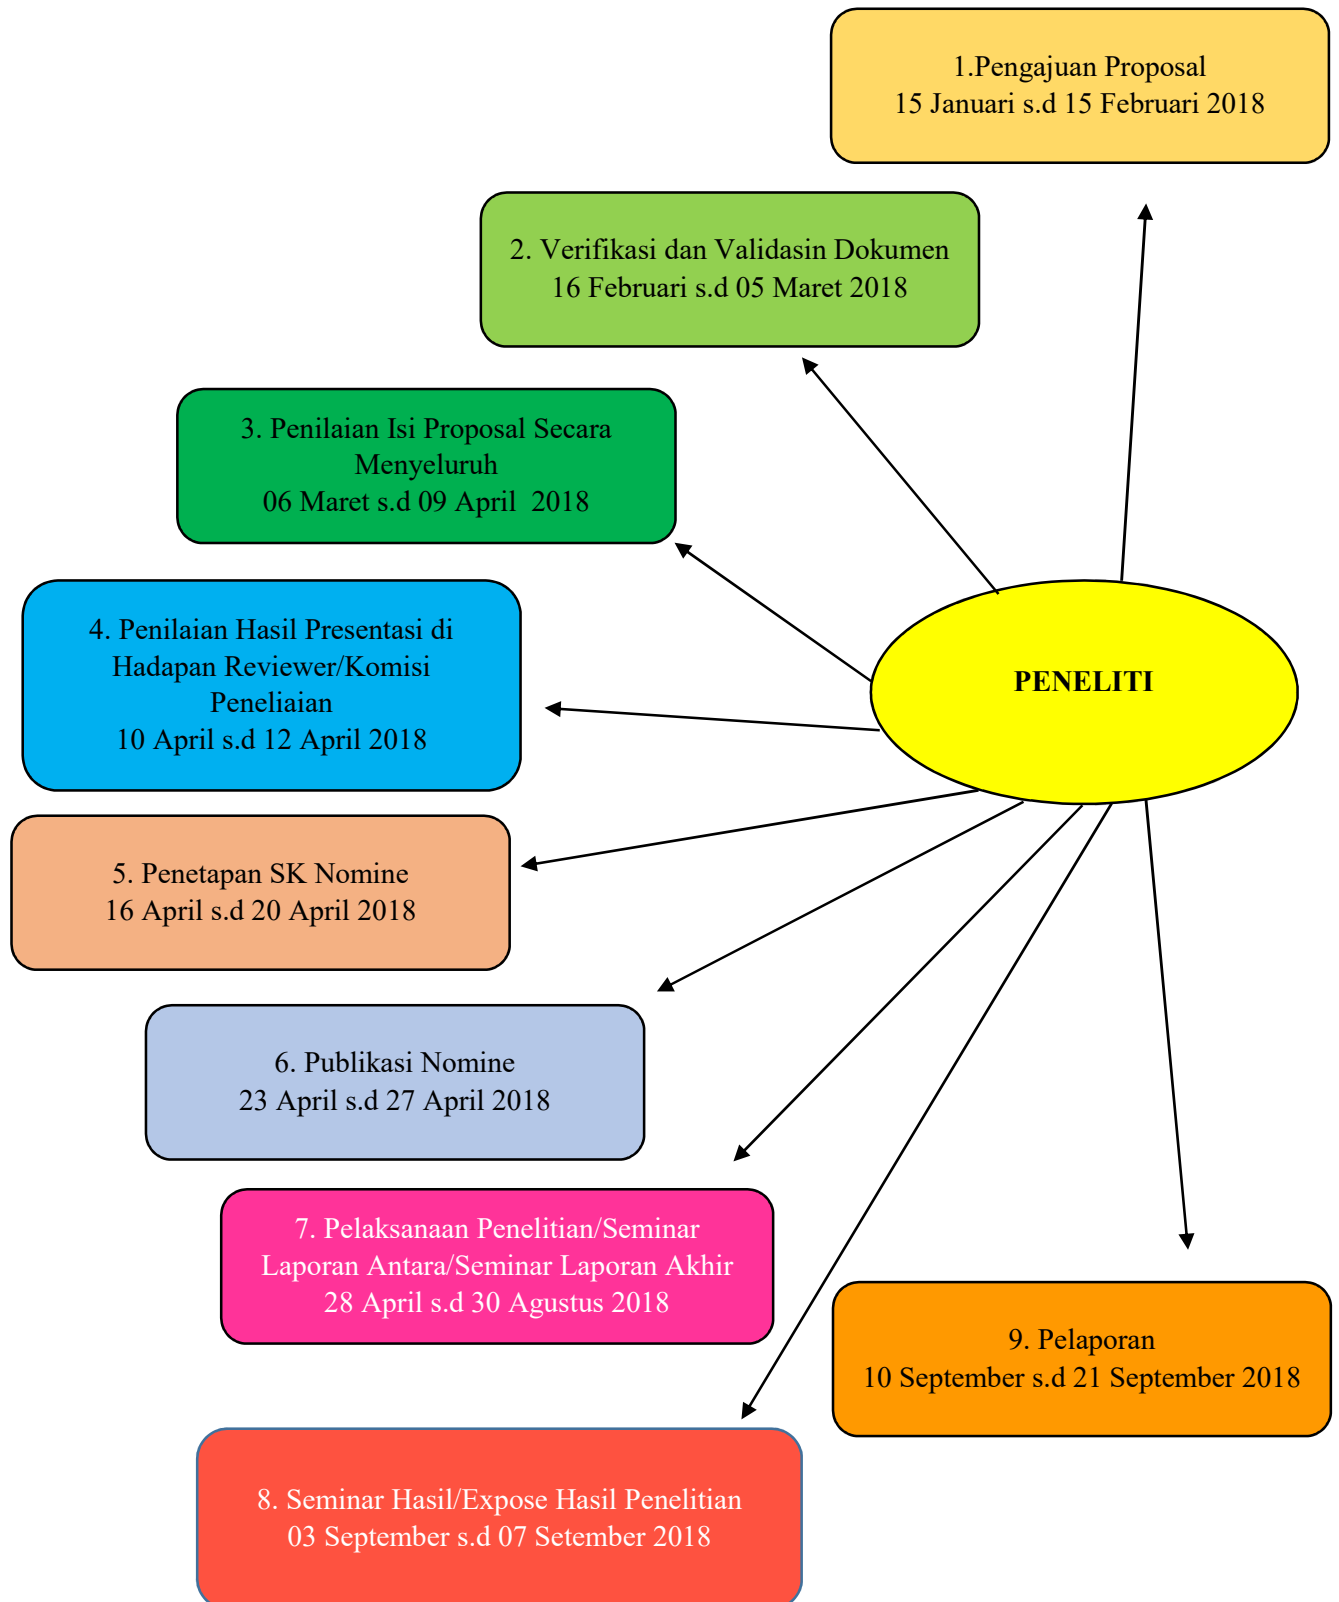 1.Pengajuan Proposal
15 Januari s.d 15 Februari 2018
2. Verifikasi dan Validasin Dokumen
16 Februari s.d 05 Maret 2018
3. Penilaian Isi Proposal Secara
Menyeluruh
06 Maret s.d 09 April  2018
4. Penilaian Hasil Presentasi di
Hadapan Reviewer/Komisi
Peneliaian
10 April s.d 12 April 2018
PENELITI
5. Penetapan SK Nomine
16 April s.d 20 April 2018
6. Publikasi Nomine
23 April s.d 27 April 2018
7. Pelaksanaan Penelitian/Seminar
Laporan Antara/Seminar Laporan Akhir
28 April s.d 30 Agustus 2018
8. Seminar Hasil/Expose Hasil Penelitian
03 September s.d 07 Setember 2018
9. Pelaporan
10 September s.d 21 September 2018